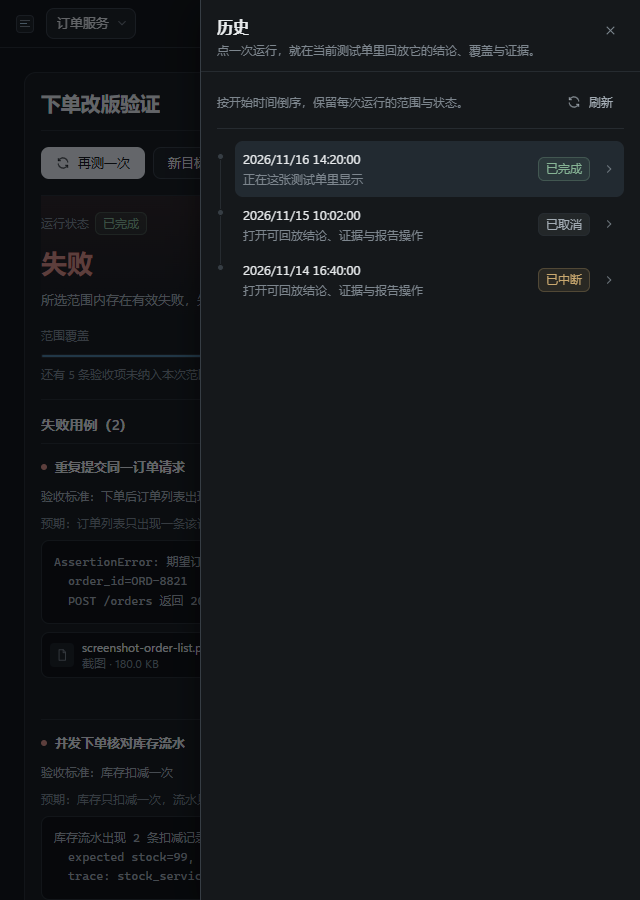 订单服务
历史
点一次运行，就在当前测试单里回放它的结论、覆盖与证据。
按开始时间倒序，保留每次运行的范围与状态。
刷新
2026/11/16 14:20:00
正在这张测试单里显示
已完成
2026/11/15 10:02:00
打开可回放结论、证据与报告操作
已取消
2026/11/14 16:40:00
打开可回放结论、证据与报告操作
已中断
下单改版验证
再测一次
新目标
运行状态 已完成
失败
所选范围内存在有效失败，
范围覆盖
还有 5 条验收项未纳入本次范
失败用例（2）
重复提交同一订单请求
验收标准：下单后订单列表出现
预期：订单列表只出现一条该
AssertionError: 期望订
order_id=ORD-8821
POST /orders 返回 20
screenshot-order-list.p
截图 · 180.0 KB
并发下单核对库存流水
验收标准：库存扣减一次
预期：库存只扣减一次，流水
库存流水出现 2 条扣减记录
expected stock=99,
trace: stock_servic